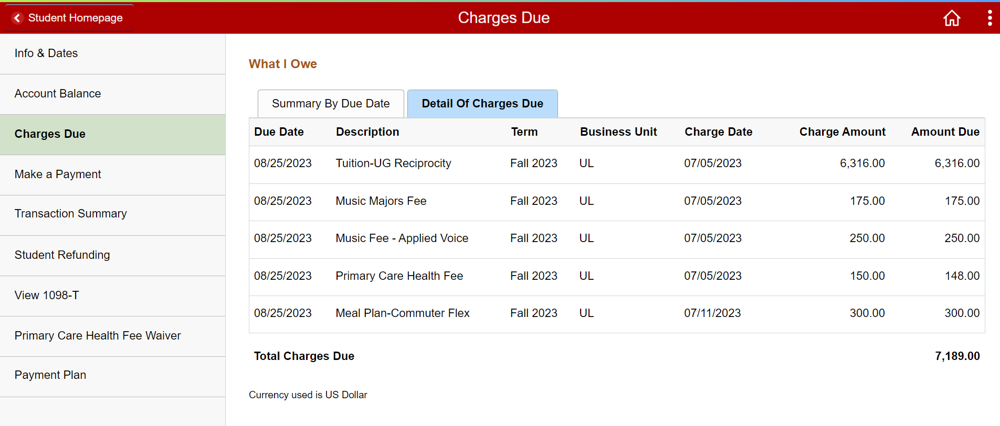 Student Homepage
Charges Due
Info & Dates
Account Balance
Charges Due
Make a Payment
Transaction Summary
Student Refunding
View 1098-T
Primary Care Health Fee Waiver
Payment Plan
What I Owe
Summary By Due Date
Detail Of Charges Due
Due Date Description Term Business Unit Charge Date Charge Amount Amount Due
08/25/2023 Tuition-UG Reciprocity Fall 2023 UL 07/05/2023 6,316.00 6,316.00
08/25/2023 Music Majors Fee Fall 2023 UL 07/05/2023 175.00 175.00
08/25/2023 Music Fee - Applied Voice Fall 2023 UL 07/05/2023 250.00 250.00
08/25/2023 Primary Care Health Fee Fall 2023 UL 07/05/2023 150.00 148.00
08/25/2023 Meal Plan-Commuter Flex Fall 2023 UL 07/11/2023 300.00 300.00
Total Charges Due 7,189.00
Currency used is US Dollar